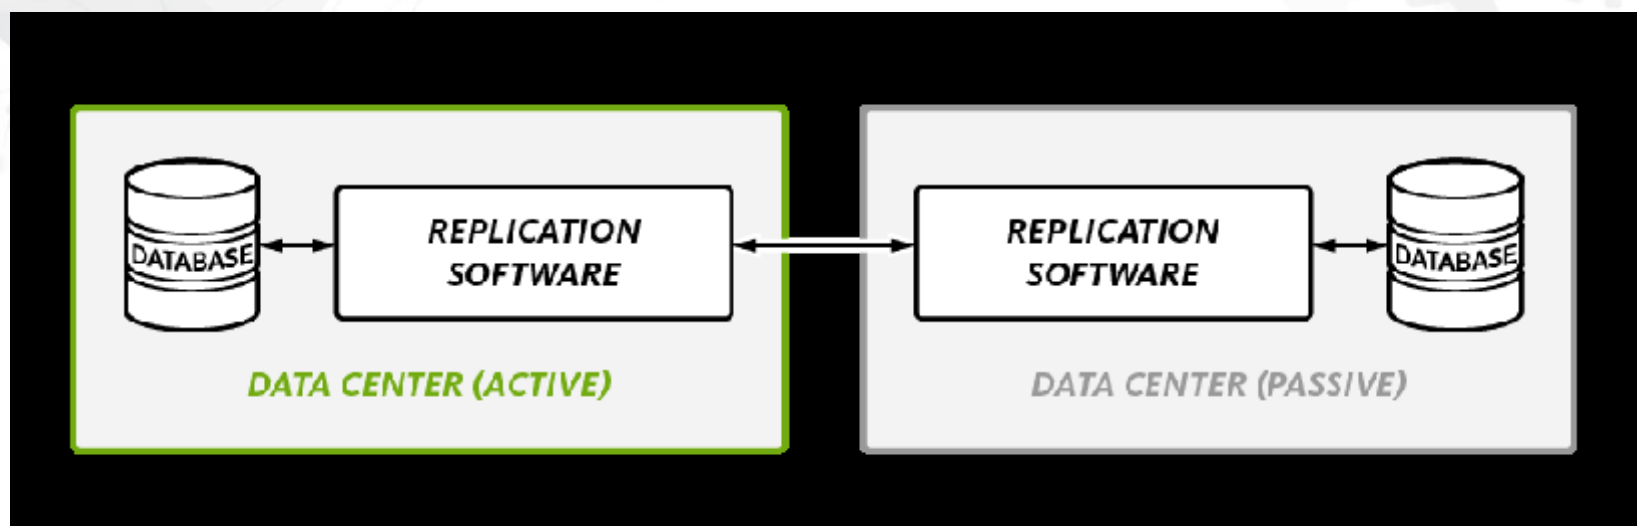 DATABASE
REPLICATION
SOFTWARE
DATA CENTER (ACTIVE)
REPLICATION
SOFTWARE
DATABASE
DATA CENTER (PASSIVE)